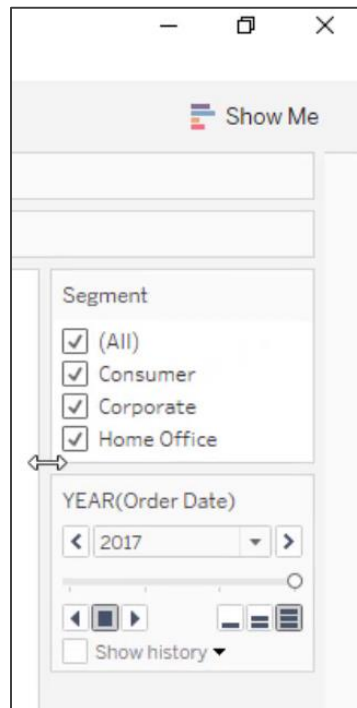 Show Me
Segment
(All)
Consumer
Corporate
Home Office
YEAR(Order Date)
2017
Show history